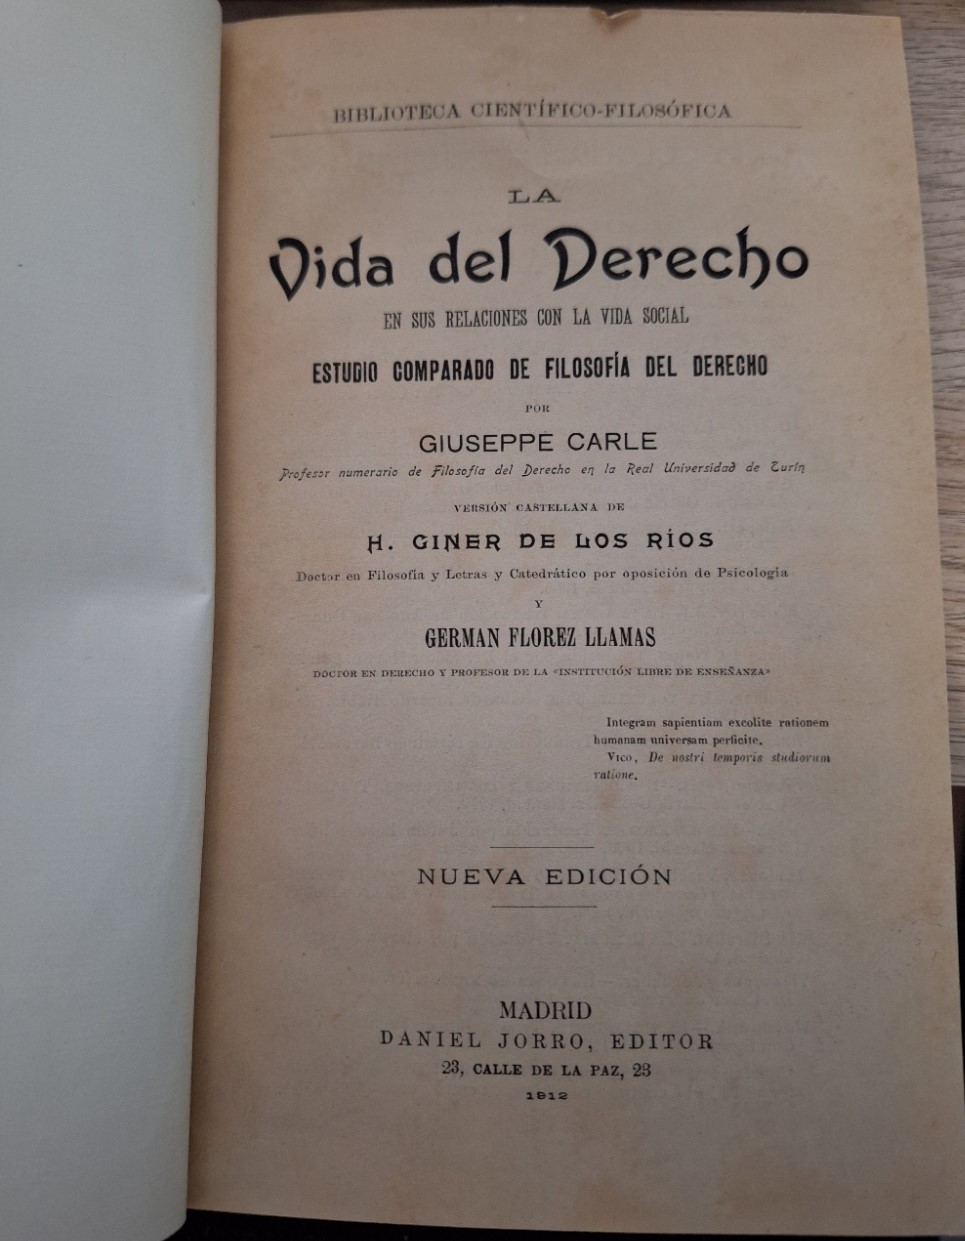 BIBLIOTECA CIENTÍFICO-FILOSÓFICA
LA
Vida del Derecho
EN SUS RELACIONES CON LA VIDA SOCIAL
ESTUDIO COMPARADO DE FILOSOFÍA DEL DERECHO
POR
GIUSEPPE CARLE
Profesor numerario de Filosofía del Derecho en la Real Universidad de Turín
VERSIÓN CASTELLANA DE
H. GINER DE LOS RÍOS
Doctor en Filosofía y Letras y Catedrático por oposición de Psicología
Y
GERMAN FLOREZ LLAMAS
DOCTOR EN DERECHO Y PROFESOR DE LA «INSTITUCIÓN LIBRE DE ENSEÑANZA»
Integram sapientiam excolite rationem
humanam universam perficite.
VICO, De nostri temporis studiorum
ratione.
NUEVA EDICIÓN
MADRID
DANIEL JORRO, EDITOR
23, CALLE DE LA PAZ, 23
1912